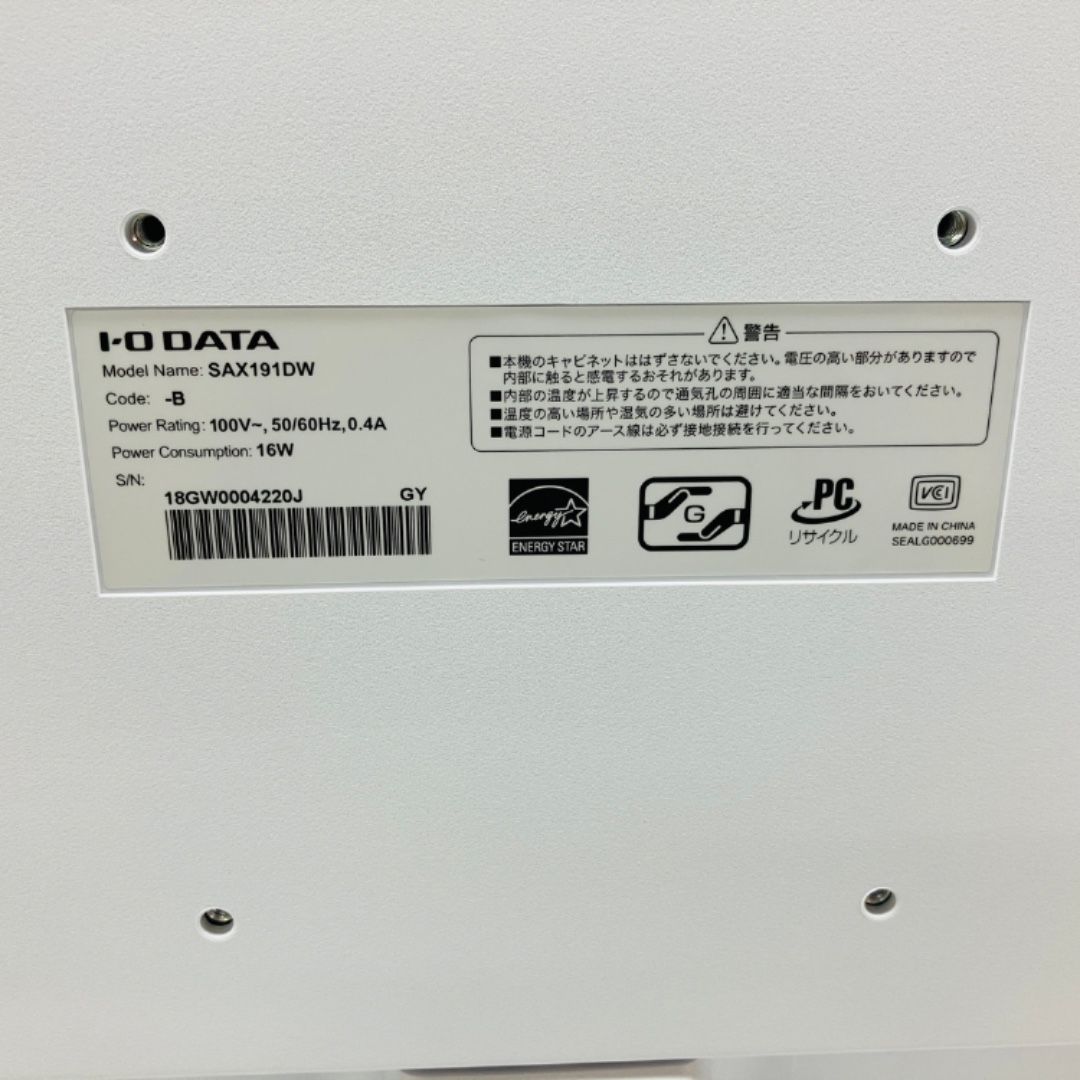 I-O DATA
Model Name: SAX191DW
Code: -B
Power Rating: 100V~, 50/60Hz, 0.4A
Power Consumption: 16W
S/N:
18GW0004220J GY
警告
■本機のキャビネットははずさないでください。電圧の高い部分がありますので
内部に触ると感電するおそれがあります。
■内部の温度が上昇するので通気孔の周囲に適当な間隔をおいてください。
■温度の高い場所や湿気の多い場所は避けてください。
■電源コードのアース線は必ず接地接続を行ってください。
energy
ENERGY STAR
G
PC
リサイクル
VCCI
MADE IN CHINA
SEALG000699